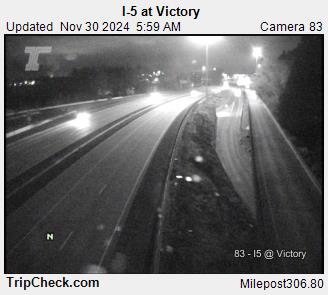 I-5 at Victory
Updated Nov 30 2024 5:59 AM Camera 83
T
N
83 - I5 @ Victory
TripCheck.com Milepost306.80